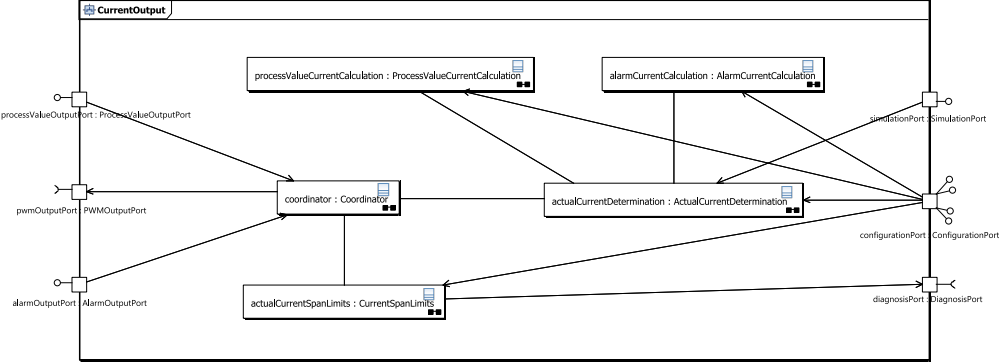 CurrentOutput
processValueCurrentCalculation : ProcessValueCurrentCalculation
alarmCurrentCalculation : AlarmCurrentCalculation
processValueOutputPort : ProcessValueOutputPort
simulationPort : SimulationPort
coordinator : Coordinator
actualCurrentDetermination : ActualCurrentDetermination
pwmOutputPort : PWMOutputPort
configurationPort : ConfigurationPort
actualCurrentSpanLimits : CurrentSpanLimits
alarmOutputPort : AlarmOutputPort
diagnosisPort : DiagnosisPort